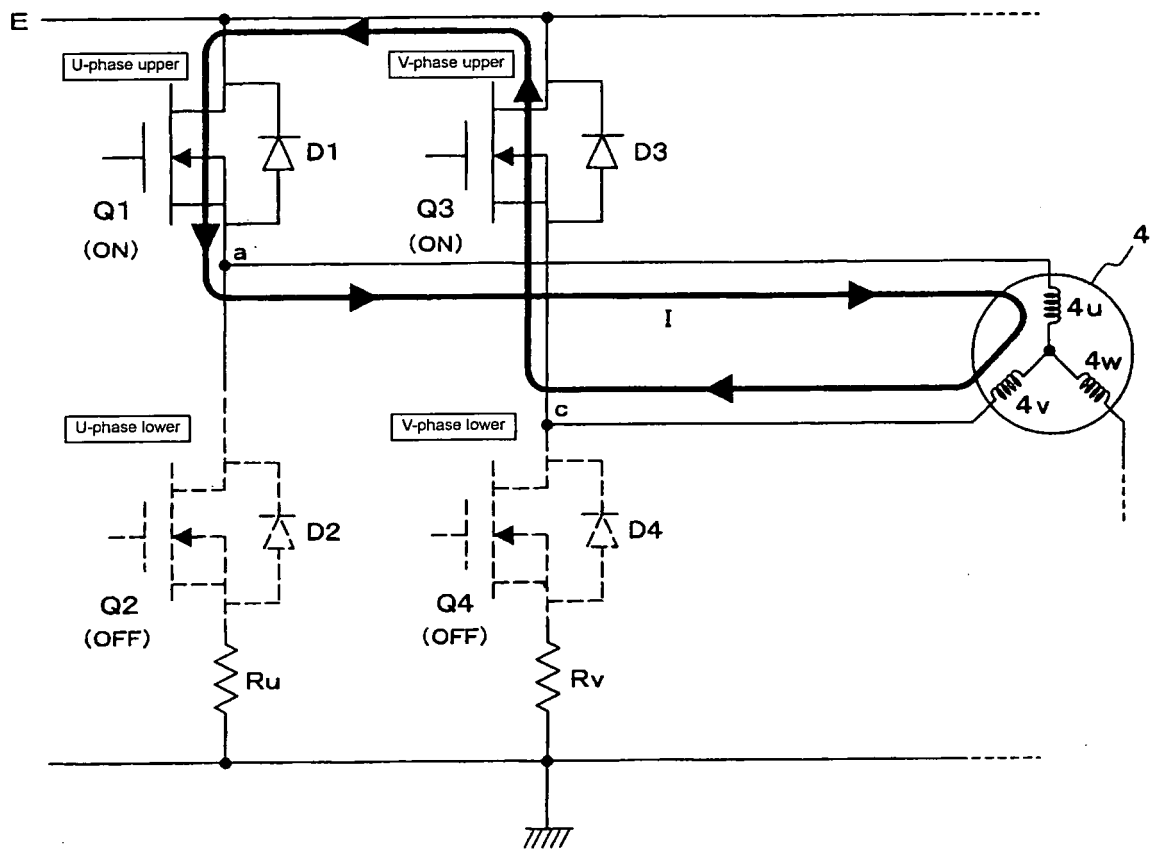 E
U-phase upper
V-phase upper
D1
D3
Q1
(ON)
Q3
(ON)
a
4
I
4u
4w
4v
c
U-phase lower
V-phase lower
D2
D4
Q2
(OFF)
Q4
(OFF)
Ru
Rv